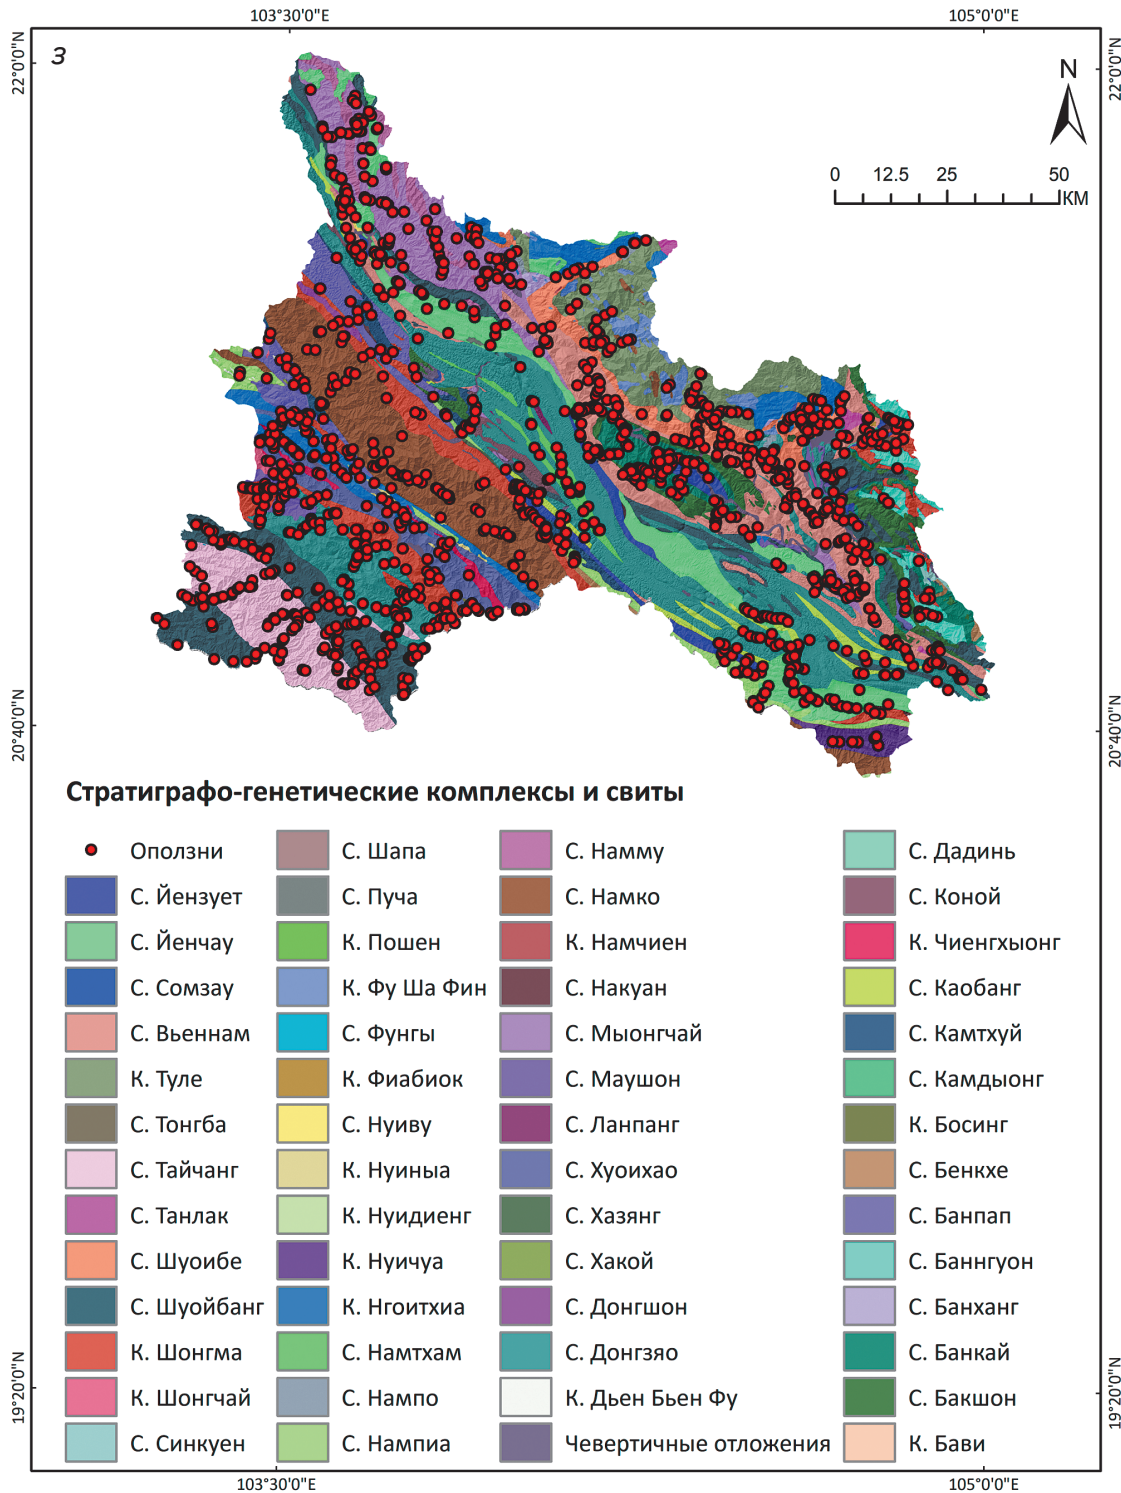 103°30'0"E
105°0'0"E
з
22°0'0"N
22°0'0"N
N
0 12.5 25 50
КМ
20°40'0"N
20°40'0"N
Стратиграфо-генетические комплексы и свиты
Оползни
С. Йензует
С. Йенчау
С. Сомзау
С. Вьеннам
К. Туле
С. Тонгба
С. Тайчанг
С. Танлак
С. Шуоибе
С. Шуойбанг
К. Шонгма
К. Шонгчай
С. Синкуен
С. Шапа
С. Пуча
К. Пошен
К. Фу Ша Фин
С. Фунгы
К. Фиабиок
С. Нуиву
К. Нуиныа
К. Нуидиенг
К. Нуичуа
К. Нгоитхиа
С. Намтхам
С. Нампо
С. Нампиа
С. Намму
С. Намко
К. Намчиен
С. Накуан
С. Мыонгчай
С. Маушон
С. Ланпанг
С. Хуоихао
С. Хазянг
С. Хакой
С. Донгшон
С. Донгзяо
К. Дьен Бьен Фу
Чевертичные отложения
С. Дадинь
С. Коной
К. Чиенгхыонг
С. Каобанг
С. Камтхуй
С. Камдыонг
К. Босинг
С. Бенкхе
С. Банпап
С. Баннгуон
С. Банханг
С. Банкай
С. Бакшон
К. Бави
19°20'0"N
19°20'0"N
103°30'0"E
105°0'0"E